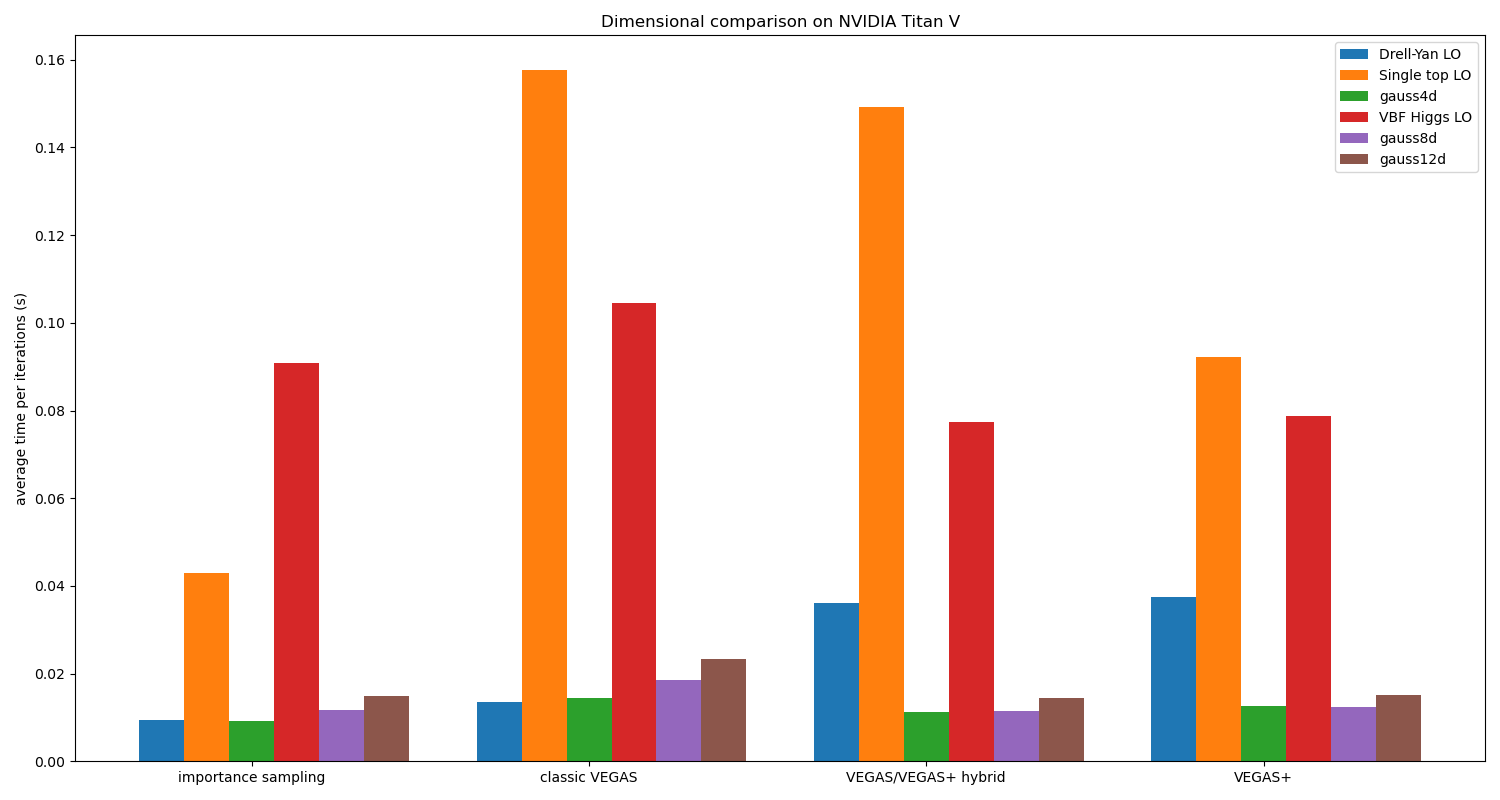 Dimensional comparison on NVIDIA Titan V
average time per iterations (s)
0.16
0.14
0.12
0.10
0.08
0.06
0.04
0.02
0.00
importance sampling
classic VEGAS
VEGAS/VEGAS+ hybrid
VEGAS+
Drell-Yan LO
Single top LO
gauss4d
VBF Higgs LO
gauss8d
gauss12d